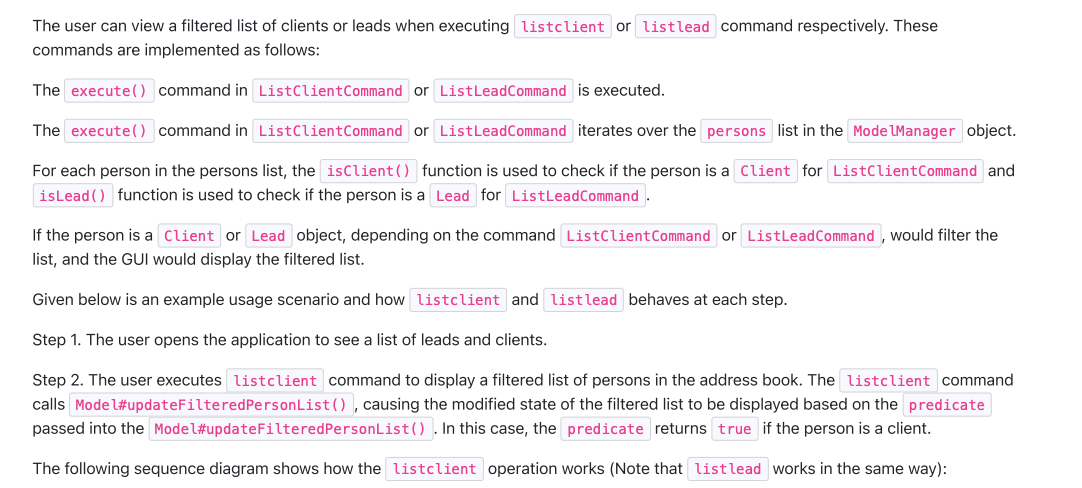 The user can view a filtered list of clients or leads when executing listclient or listlead command respectively. These
commands are implemented as follows:
The execute() command in ListClientCommand or ListLeadCommand is executed.
The execute() command in ListClientCommand or ListLeadCommand iterates over the persons list in the ModelManager object.
For each person in the persons list, the isClient() function is used to check if the person is a Client for ListClientCommand and
isLead() function is used to check if the person is a Lead for ListLeadCommand.
If the person is a Client or Lead object, depending on the command ListClientCommand or ListLeadCommand, would filter the
list, and the GUI would display the filtered list.
Given below is an example usage scenario and how listclient and listlead behaves at each step.
Step 1. The user opens the application to see a list of leads and clients.
Step 2. The user executes listclient command to display a filtered list of persons in the address book. The listclient command
calls Model#updateFilteredPersonList(), causing the modified state of the filtered list to be displayed based on the predicate
passed into the Model#updateFilteredPersonList(). In this case, the predicate returns true if the person is a client.
The following sequence diagram shows how the listclient operation works (Note that listlead works in the same way):